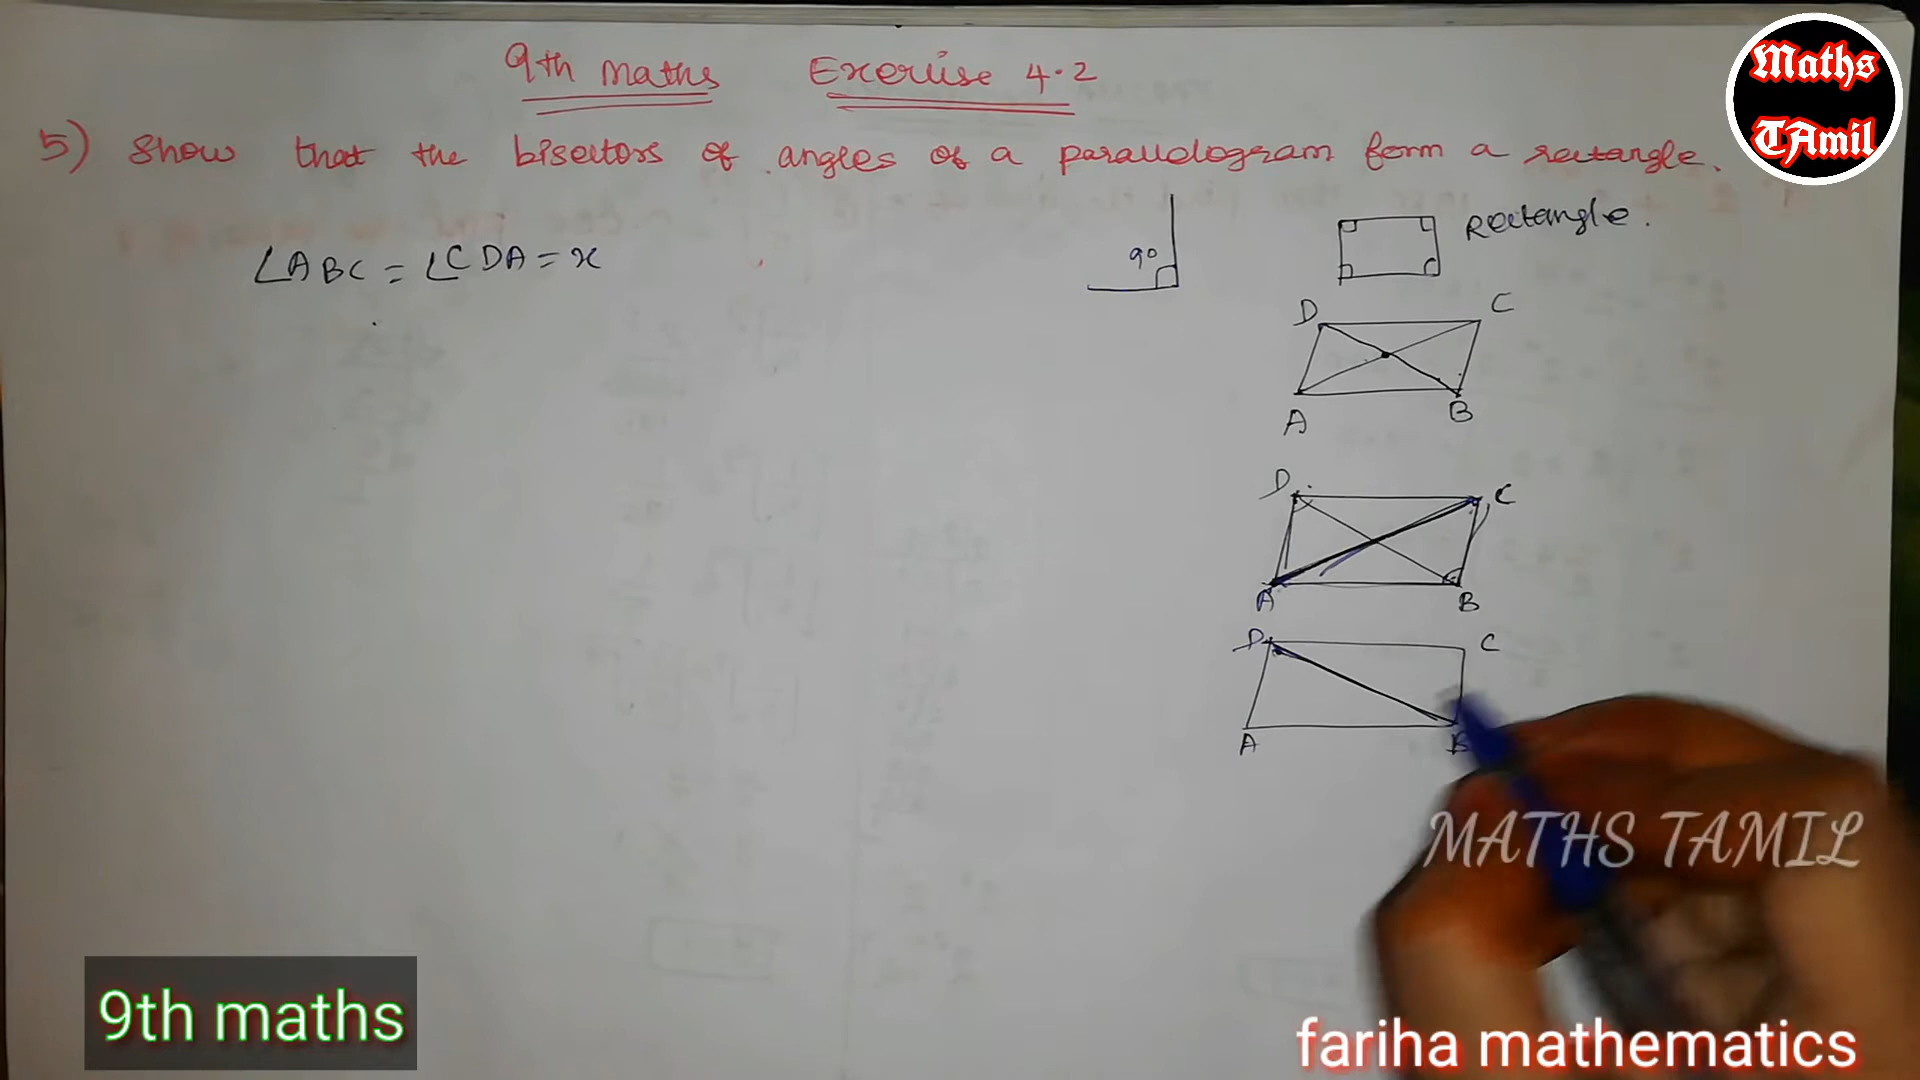 9th maths Exercise 4.2
Maths
TAmil
5) Show that the bisectors of angles of a parallelogram form a rectangle.
∠ABC = ∠CDA = x
90
Rectangle.
D C
A B
D C
A B
D C
A B
MATHS TAMIL
9th maths
fariha mathematics